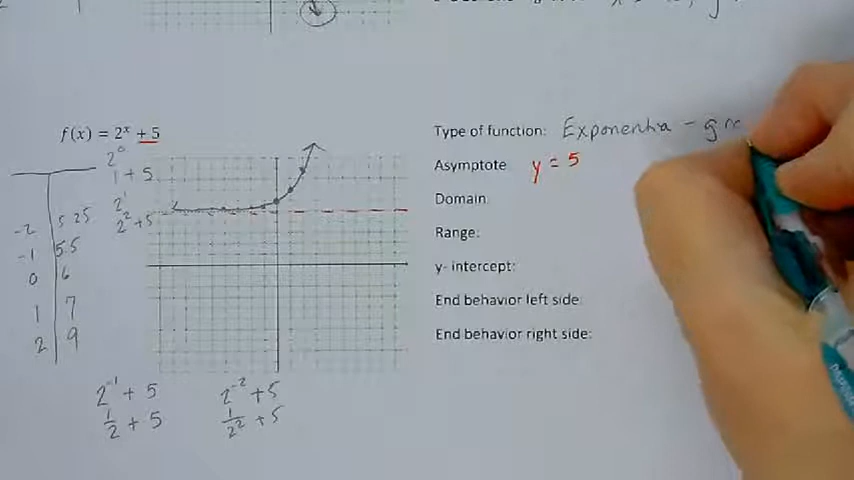 f(x) = 2ˣ + 5
2⁰
1 + 5
2¹
2² + 5
-2 5.25
-1 5.5
0 6
1 7
2 9
2⁻¹ + 5
1/2 + 5
2⁻² + 5
1/2² + 5
Type of function: Exponentia -
Asymptote y = 5
Domain:
Range:
y- intercept:
End behavior left side:
End behavior right side: